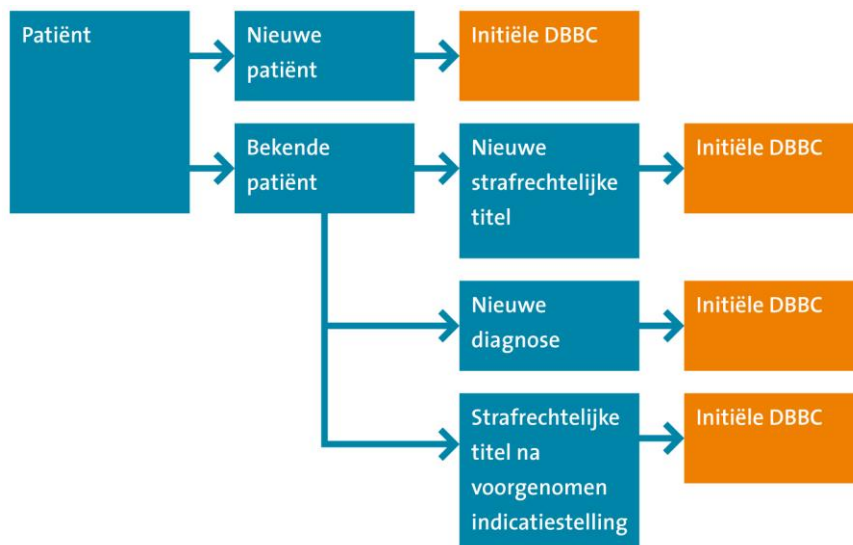 Patiënt
Nieuwe
patiënt
Initiële DBBC
Bekende
patiënt
Nieuwe
strafrechtelijke
titel
Initiële DBBC
Nieuwe
diagnose
Initiële DBBC
Strafrechtelijke
titel na
voorgenomen
indicatiestelling
Initiële DBBC